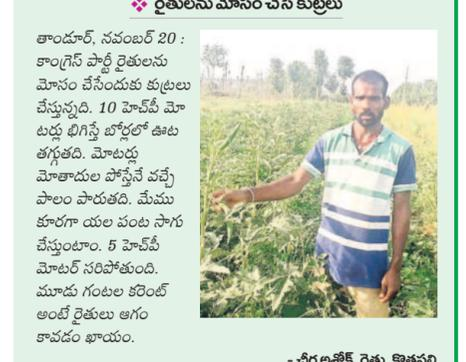 రైతులను మోసం చేసే కుట్రలు
తాండూర్, నవంబర్ 20 :
కాంగ్రెస్ పార్టీ రైతులను
మోసం చేసేందుకు కుట్రలు
చేస్తున్నది. 10 హెచ్‌పీ మో
టర్లు భిగిస్తే బోర్లలో ఊట
తగ్గుతది. మోటర్లు
మోతాదుల పోస్తేనే వచ్చే
పాలం పారుతది. మేము
కూరగా యల పంట సాగు
చేస్తుంటాం. 5 హెచ్‌పీ
మోటర్ సరిపోతుంది.
మూడు గంటల కరెంట్
అంటే రైతులు ఆగం
కావడం ఖాయం.
రైతు,